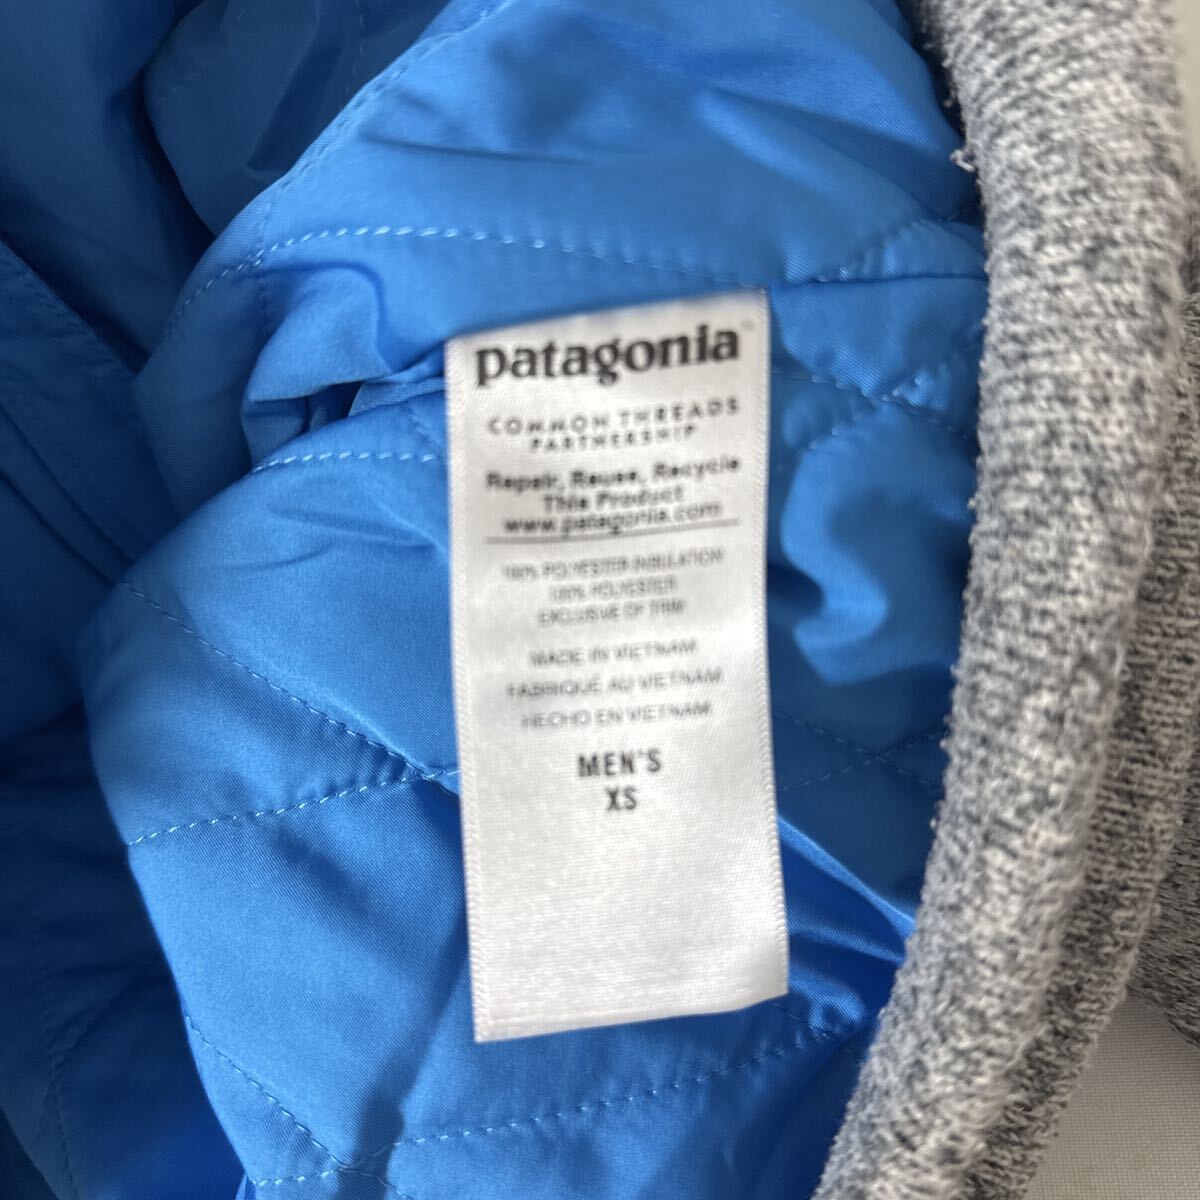 patagonia
COMMON THREADS
PARTNERSHIP
Repair, Reuse, Recycle
This Product
www.patagonia.com
100% POLYESTER INSULATION
100% POLYESTER
EXCLUSIVE OF TRIM
MADE IN VIETNAM
FABRIQUÉ AU VIETNAM
HECHO EN VIETNAM
MEN'S
XS